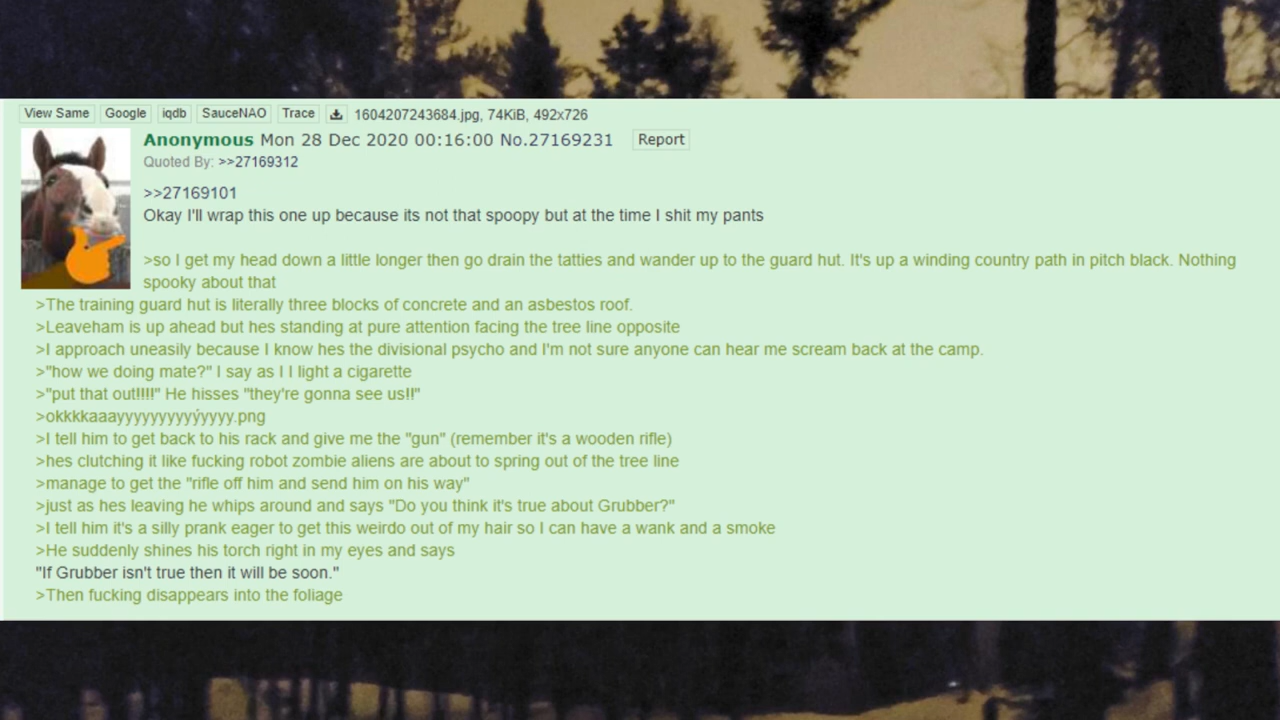 View Same Google iqdb SauceNAO Trace 1604207243684.jpg, 74KiB, 492x726
Anonymous Mon 28 Dec 2020 00:16:00 No.27169231 Report
Quoted By: >>27169312
>>27169101
Okay I'll wrap this one up because its not that spoopy but at the time I shit my pants
>so I get my head down a little longer then go drain the tatties and wander up to the guard hut. It's up a winding country path in pitch black. Nothing
spooky about that
>The training guard hut is literally three blocks of concrete and an asbestos roof.
>Leaveham is up ahead but hes standing at pure attention facing the tree line opposite
>I approach uneasily because I know hes the divisional psycho and I'm not sure anyone can hear me scream back at the camp.
>"how we doing mate?" I say as I I light a cigarette
>"put that out!!!!" He hisses "they're gonna see us!!"
>okkkkaaayyyyyyyyyyýyyyy.png
>I tell him to get back to his rack and give me the "gun" (remember it's a wooden rifle)
>hes clutching it like fucking robot zombie aliens are about to spring out of the tree line
>manage to get the "rifle off him and send him on his way"
>just as hes leaving he whips around and says "Do you think it's true about Grubber?"
>I tell him it's a silly prank eager to get this weirdo out of my hair so I can have a wank and a smoke
>He suddenly shines his torch right in my eyes and says
"If Grubber isn't true then it will be soon."
>Then fucking disappears into the foliage